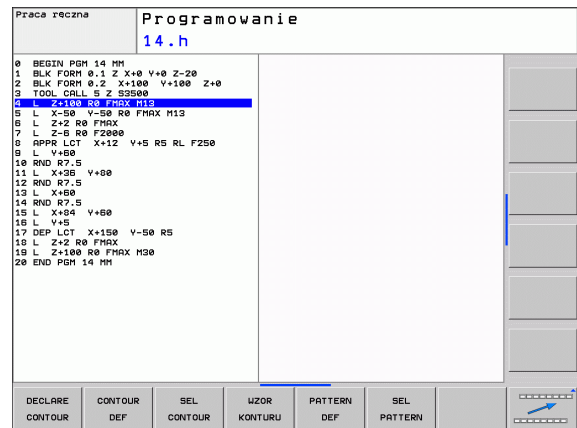 Praca ręczna
Programowanie
14.h
0 BEGIN PGM 14 MM
1 BLK FORM 0.1 Z X+0 Y+0 Z-20
2 BLK FORM 0.2 X+100 Y+100 Z+0
3 TOOL CALL 5 Z S3500
4 L Z+100 R0 FMAX M13
5 L X-50 Y-50 R0 FMAX M13
6 L Z+2 R0 FMAX
7 L Z-6 R0 F2000
8 APPR LCT X+12 Y+5 R5 RL F250
9 L Y+60
10 RND R7.5
11 L X+36 Y+80
12 RND R7.5
13 L X+60
14 RND R7.5
15 L X+84 Y+60
16 L Y+5
17 DEP LCT X+150 Y-50 R5
18 L Z+2 R0 FMAX
19 L Z+100 R0 FMAX M30
20 END PGM 14 MM
DECLARE CONTOUR
CONTOUR DEF
SEL CONTOUR
WZOR KONTURU
PATTERN DEF
SEL PATTERN